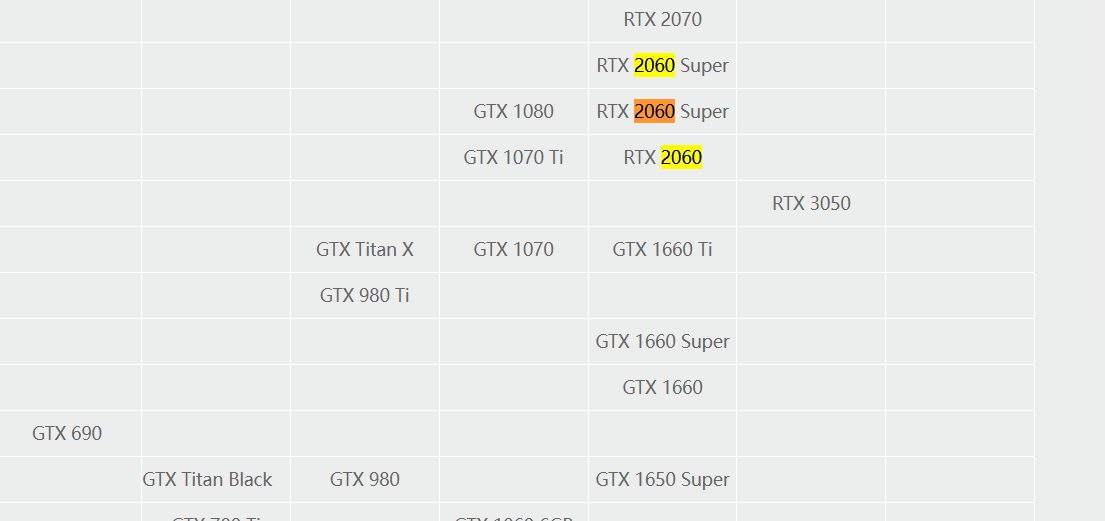 RTX 2070
RTX 2060 Super
GTX 1080 RTX 2060 Super
GTX 1070 Ti RTX 2060
RTX 3050
GTX Titan X GTX 1070 GTX 1660 Ti
GTX 980 Ti
GTX 1660 Super
GTX 1660
GTX 690
GTX Titan Black GTX 980 GTX 1650 Super